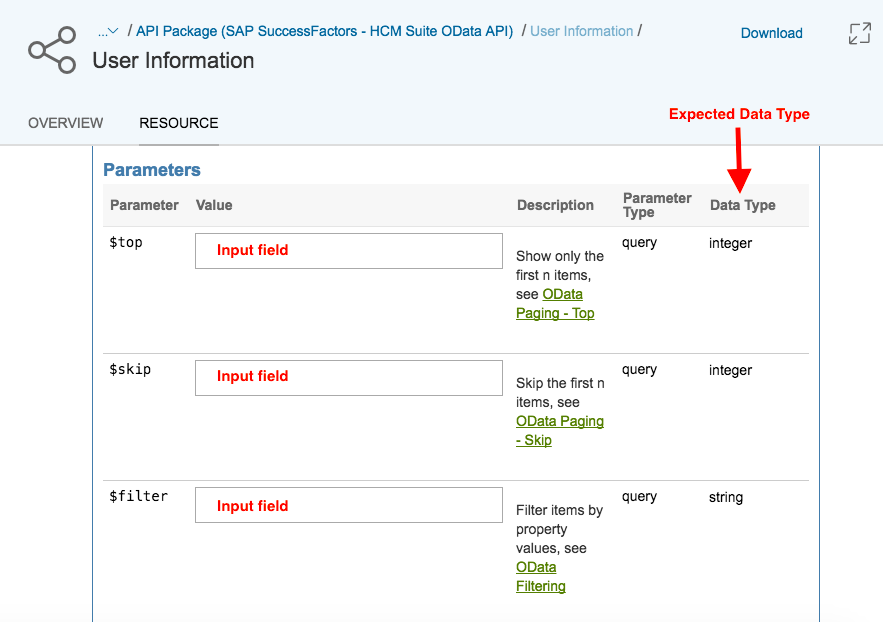 ... / API Package (SAP SuccessFactors - HCM Suite OData API) / User Information /
Download
User Information
OVERVIEW RESOURCE
Expected Data Type
Parameters
Parameter Value Description Parameter Type Data Type
$top Input field query integer
Show only the
first n items,
see OData
Paging - Top
$skip Input field query integer
Skip the first n
items, see
OData Paging
- Skip
$filter Input field query string
Filter items by
property
values, see
OData
Filtering